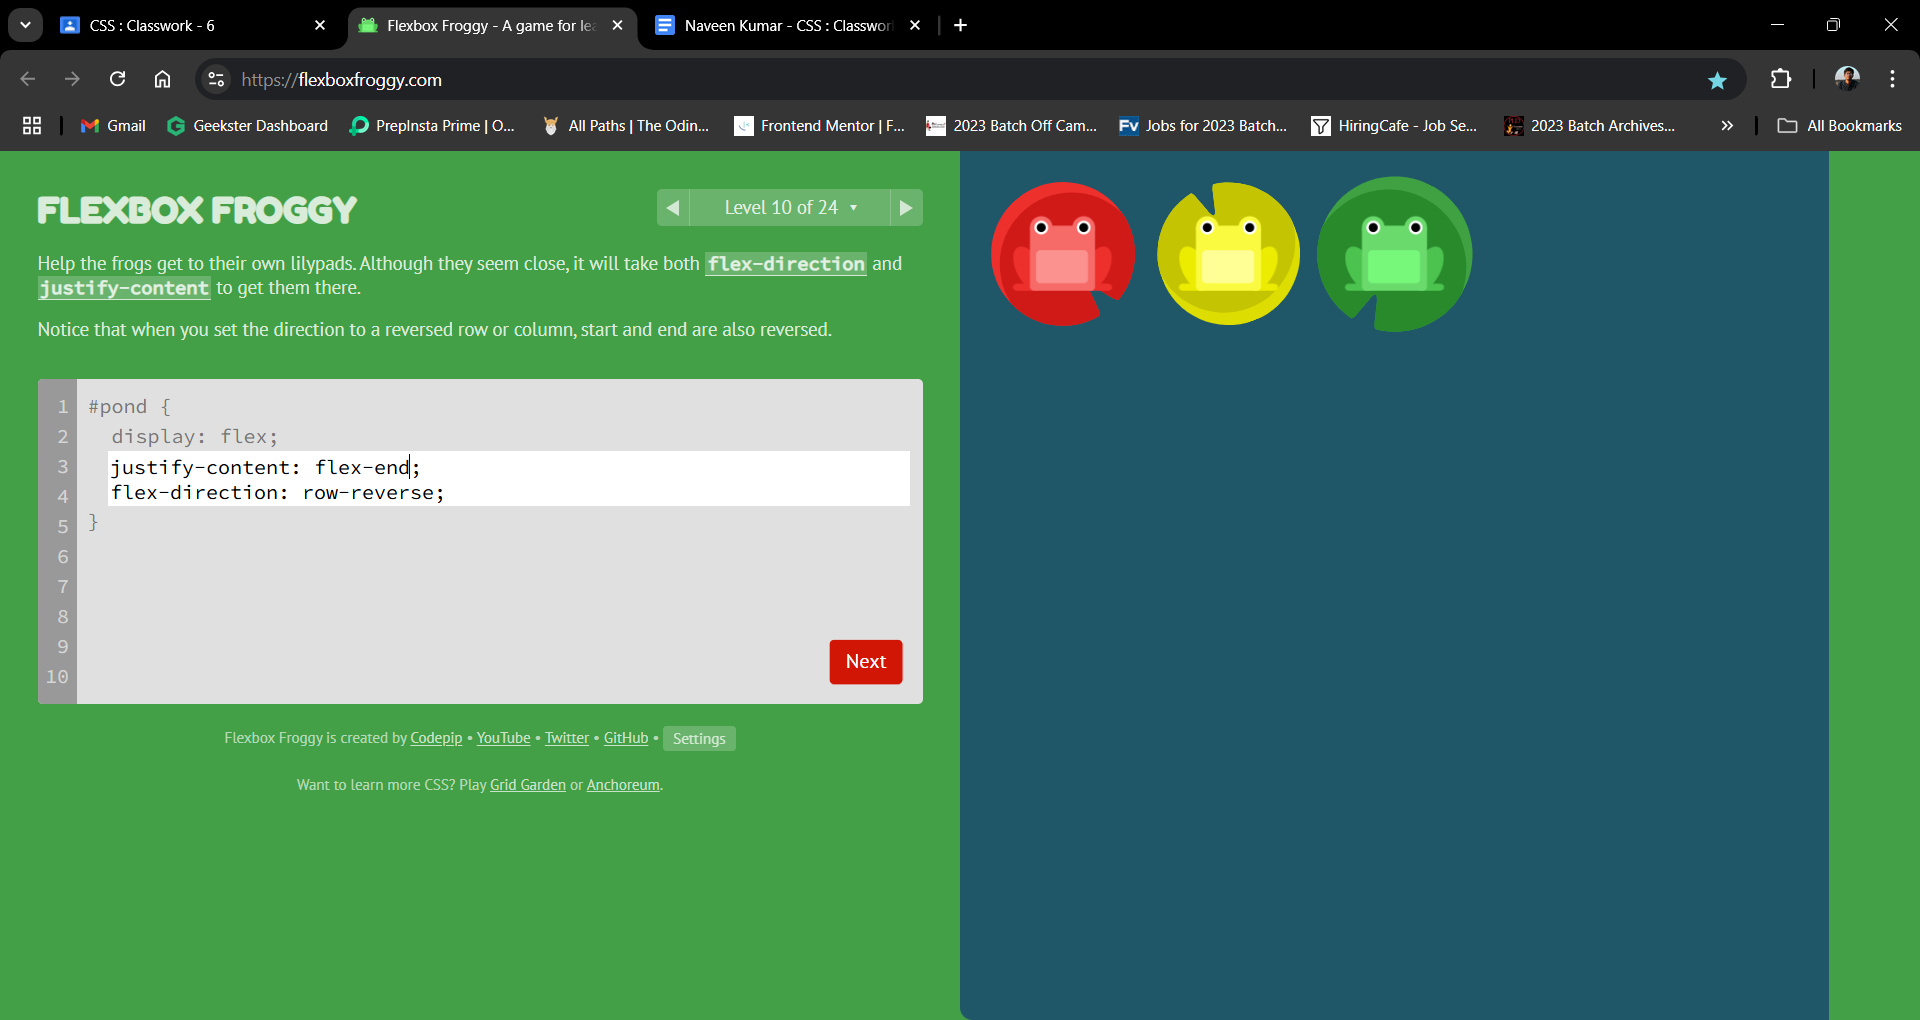 CSS : Classwork - 6
Flexbox Froggy - A game for le
Naveen Kumar - CSS : Classwor
https://flexboxfroggy.com
Gmail
Geekster Dashboard
PrepInsta Prime | O...
All Paths | The Odin...
Frontend Mentor | F...
2023 Batch Off Cam...
Fv Jobs for 2023 Batch...
HiringCafe - Job Se...
2023 Batch Archives...
All Bookmarks
FLEXBOX FROGGY
Level 10 of 24
Help the frogs get to their own lilypads. Although they seem close, it will take both flex-direction and
justify-content to get them there.
Notice that when you set the direction to a reversed row or column, start and end are also reversed.
1 #pond {
2 display: flex;
3 justify-content: flex-end;
4 flex-direction: row-reverse;
5 }
6
7
8
9
10
Next
Flexbox Froggy is created by Codepip • YouTube • Twitter • GitHub • Settings
Want to learn more CSS? Play Grid Garden or Anchoreum.